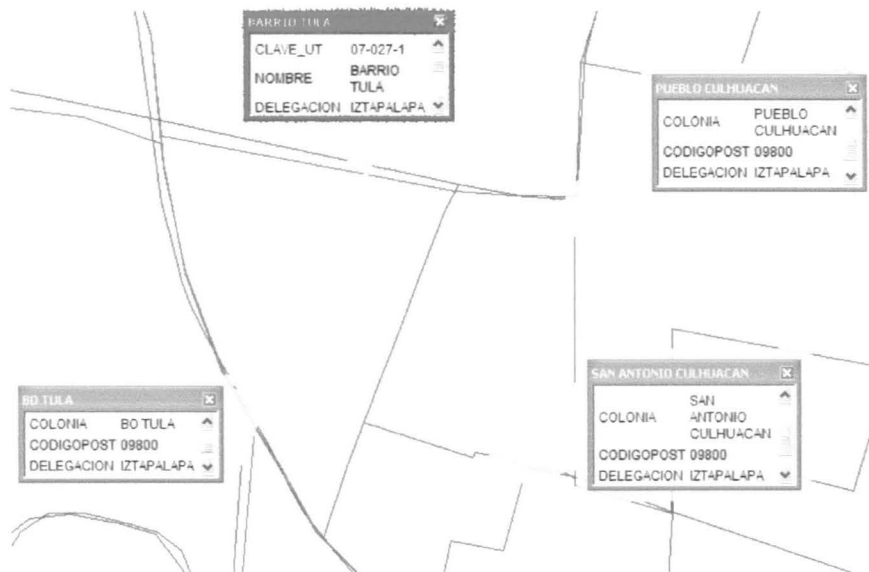 BARRIO TULA
CLAVE_UT 07-027-1
NOMBRE BARRIO TULA
DELEGACION IZTAPALAPA
PUEBLO CULHUACAN
COLONIA PUEBLO CULHUACAN
CODIGOPOST 09800
DELEGACION IZTAPALAPA
BO TULA
COLONIA BO TULA
CODIGOPOST 09800
DELEGACION IZTAPALAPA
SAN ANTONIO CULHUACAN
COLONIA SAN ANTONIO CULHUACAN
CODIGOPOST 09800
DELEGACION IZTAPALAPA